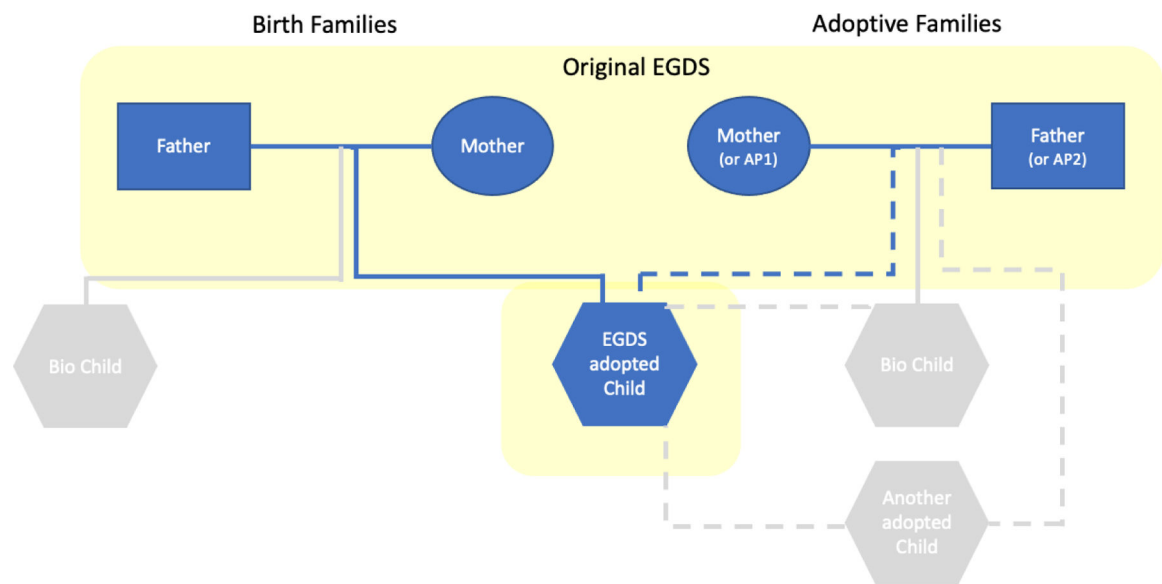 Birth Families
Adoptive Families
Original EGDS
Father
Mother
Mother
(or AP1)
Father
(or AP2)
Bio Child
EGDS
adopted
Child
Bio Child
Another
adopted
Child